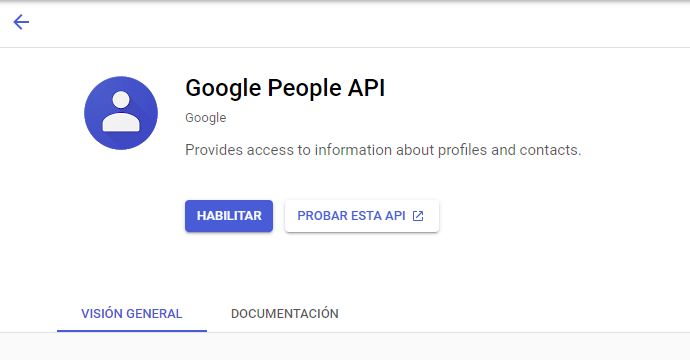 Google People API
Google
Provides access to information about profiles and contacts.
HABILITAR
PROBAR ESTA API
VISIÓN GENERAL
DOCUMENTACIÓN